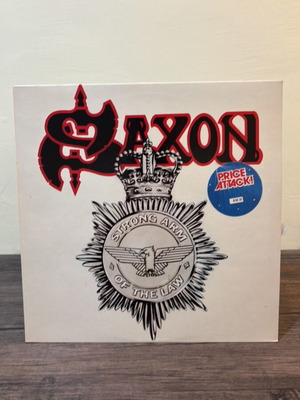 SAXON
PRICE
ATTACK!
STRONG ARM
OF THE LAW